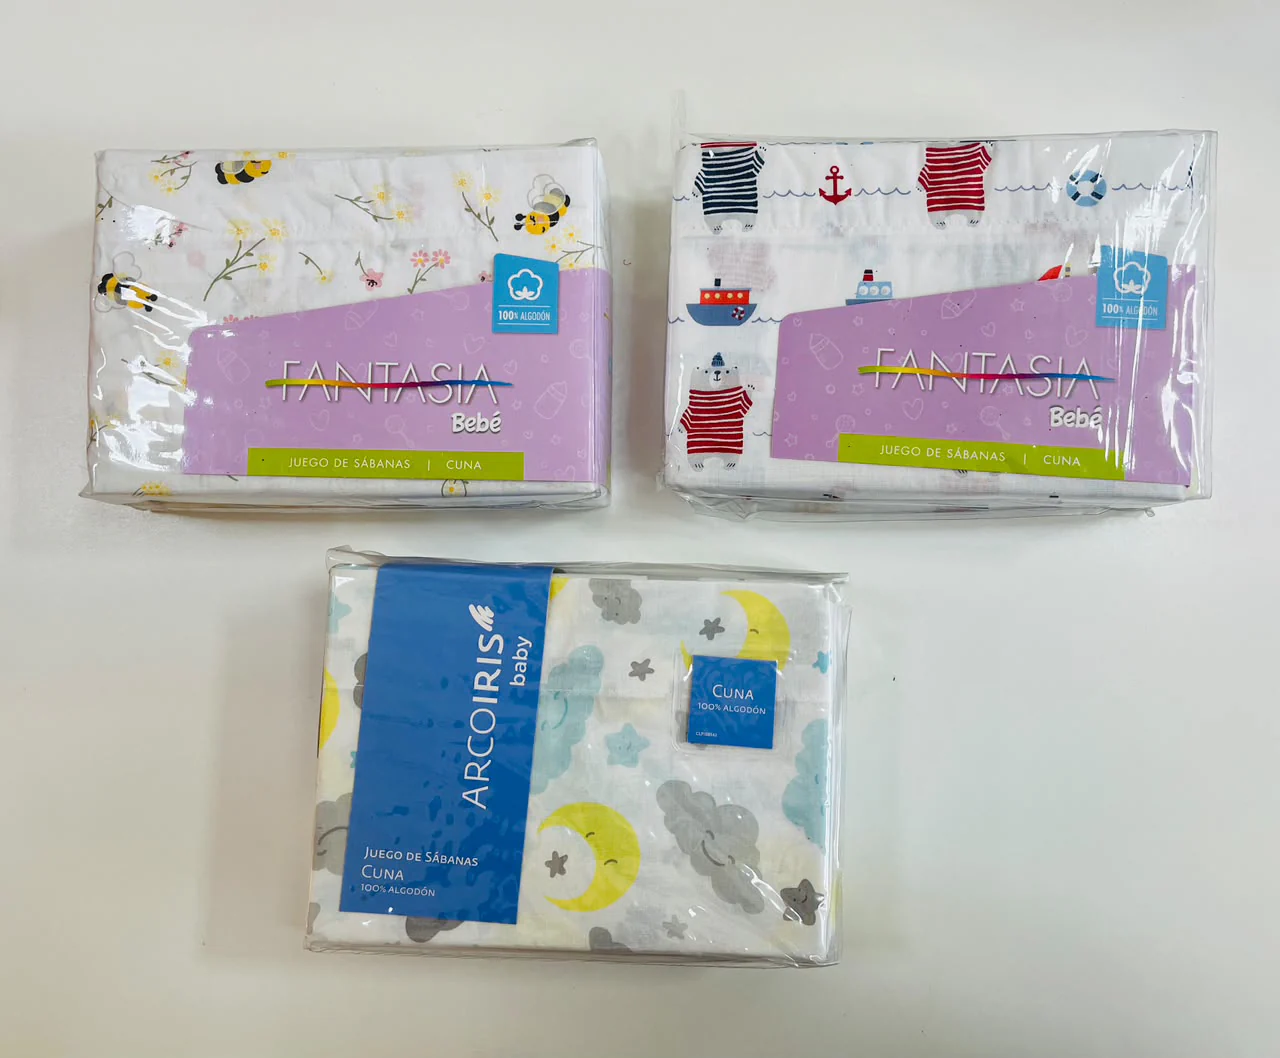 100% ALGODÓN
FANTASIA
Bebé
JUEGO DE SÁBANAS | CUNA
100% ALGODÓN
FANTASIA
Bebé
JUEGO DE SÁBANAS | CUNA
ARCOIRIS
baby
JUEGO DE SÁBANAS
CUNA
100% ALGODÓN
CUNA
100% ALGODÓN